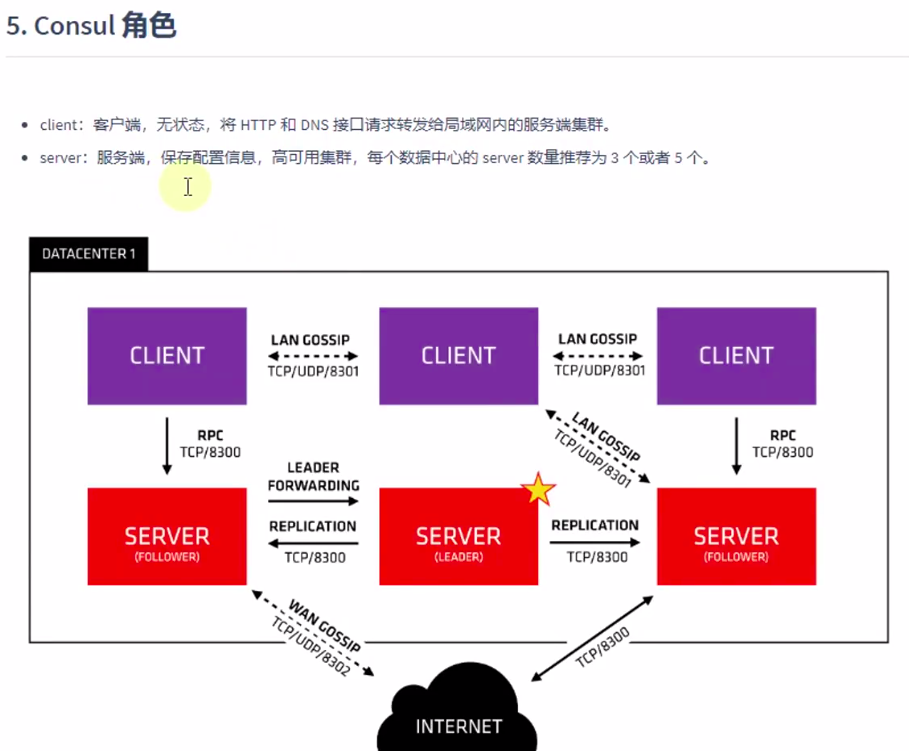 5. Consul 角色
client：客户端，无状态，将 HTTP 和 DNS 接口请求转发给局域网内的服务端集群。
server：服务端，保存配置信息，高可用集群，每个数据中心的 server 数量推荐为 3 个或者 5 个。
DATACENTER 1
CLIENT
LAN GOSSIP
TCP/UDP/8301
CLIENT
LAN GOSSIP
TCP/UDP/8301
CLIENT
RPC
TCP/8300
LAN GOSSIP
TCP/UDP/8301
RPC
TCP/8300
LEADER
FORWARDING
SERVER
(FOLLOWER)
REPLICATION
TCP/8300
SERVER
(LEADER)
REPLICATION
TCP/8300
SERVER
(FOLLOWER)
WAN GOSSIP
TCP/UDP/8302
TCP/8300
INTERNET